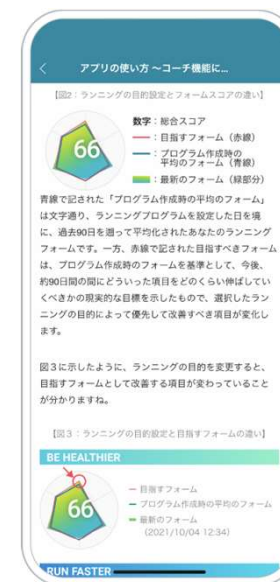 アプリの使い方 ～コーチ機能に...
【図2：ランニングの目的設定とフォームスコアの違い】
66
数字：総合スコア
：目指すフォーム（赤線）
：プログラム作成時の
平均のフォーム（青線）
：最新のフォーム（緑部分）
青線で記された「プログラム作成時の平均のフォーム」
は文字通り、ランニングプログラムを設定した日を境
に、過去90日を遡って平均化されたあなたのランニング
フォームです。一方、赤線で記された目指すべきフォーム
は、プログラム作成時のフォームを基準として、今後、
約90日間の間にどういった項目をどのくらい伸ばしてい
くべきかの現実的な目標を示したもので、選択したラン
ニングの目的によって優先して改善すべき項目が変化し
ます。
図３に示したように、ランニングの目的を変更すると、
目指すフォームとして改善する項目が変わっていること
が分かりますね。
【図３：ランニングの目的設定と目指すフォームの違い】
BE HEALTHIER
66
目指すフォーム
プログラム作成時の平均のフォーム
最新のフォーム
（2021/10/04 12:34）
RUN FASTER